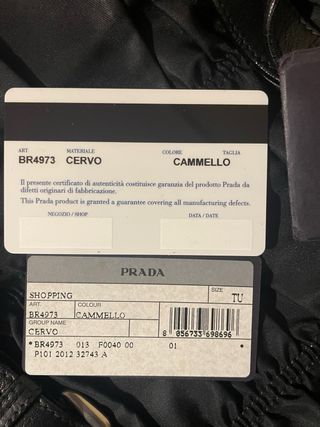 ART. MATERIALE COLORE TAGLIA
BR4973 CERVO CAMMELLO
Il presente certificato di autenticità costituisce garanzia del prodotto Prada da
difetti originari di fabbricazione.
This Prada product is granted a guarantee covering all manufacturing defects.
NEGOZIO / SHOP DATA / DATE
PRADA
SHOPPING SIZE TU
ART. COLOUR
BR4973 CAMMELLO
GROUP NAME
CERVO
8 056733 698696
*BR4973 013 F0040 00 01 *
P101 2012 32743 A